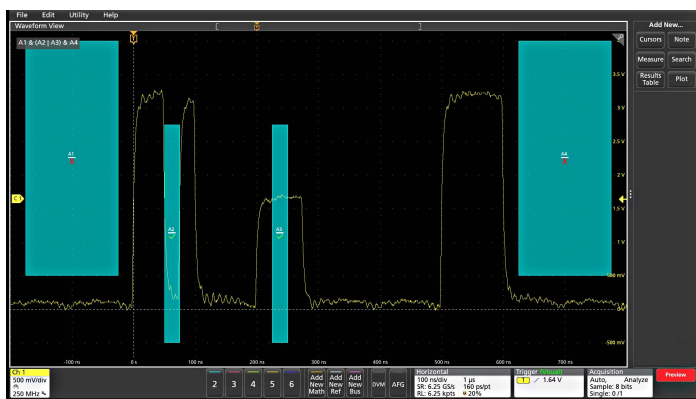 File Edit Utility Help
Waveform View
Add New...
A1 & (A2 | A3) & A4
Cursors Note
Measure Search
Results Table Plot
3.5 V
3V
2.5 V
2 V
1.5 V
1V
500 mV
0V
-500 mV
A1
A2
A3
A4
C1
T
-100 ns 0 s 100 ns 200 ns 300 ns 400 ns 500 ns 600 ns 700 ns
Ch 1
500 mV/div
250 MHz
2 3 4 5 6
Add New Math
Add New Ref
Add New Bus
DVM AFG
Horizontal
100 ns/div 1 µs
SR: 6.25 GS/s 160 ps/pt
RL: 6.25 kpts 20%
Trigger (Visual)
1 1.64 V
Acquisition
Auto, Analyze
Sample: 8 bits
Single: 0 /1
Preview